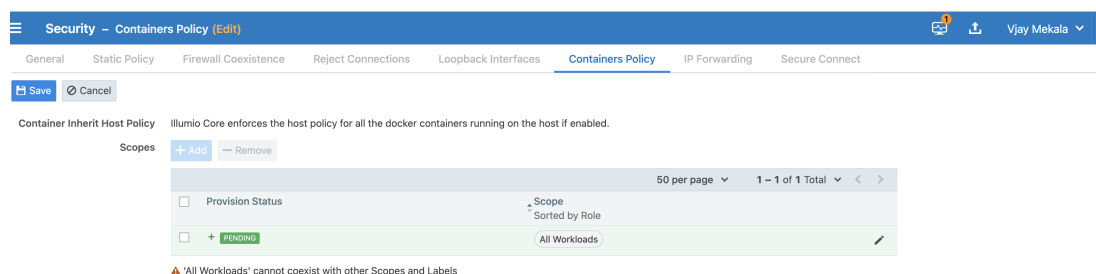 Security – Containers Policy (Edit)
1
Vjay Mekala
General Static Policy Firewall Coexistence Reject Connections Loopback Interfaces Containers Policy IP Forwarding Secure Connect
Save Cancel
Container Inherit Host Policy Illumio Core enforces the host policy for all the docker containers running on the host if enabled.
Scopes + Add — Remove
50 per page 1 – 1 of 1 Total
Provision Status Scope
Sorted by Role
+ PENDING All Workloads
'All Workloads' cannot coexist with other Scopes and Labels